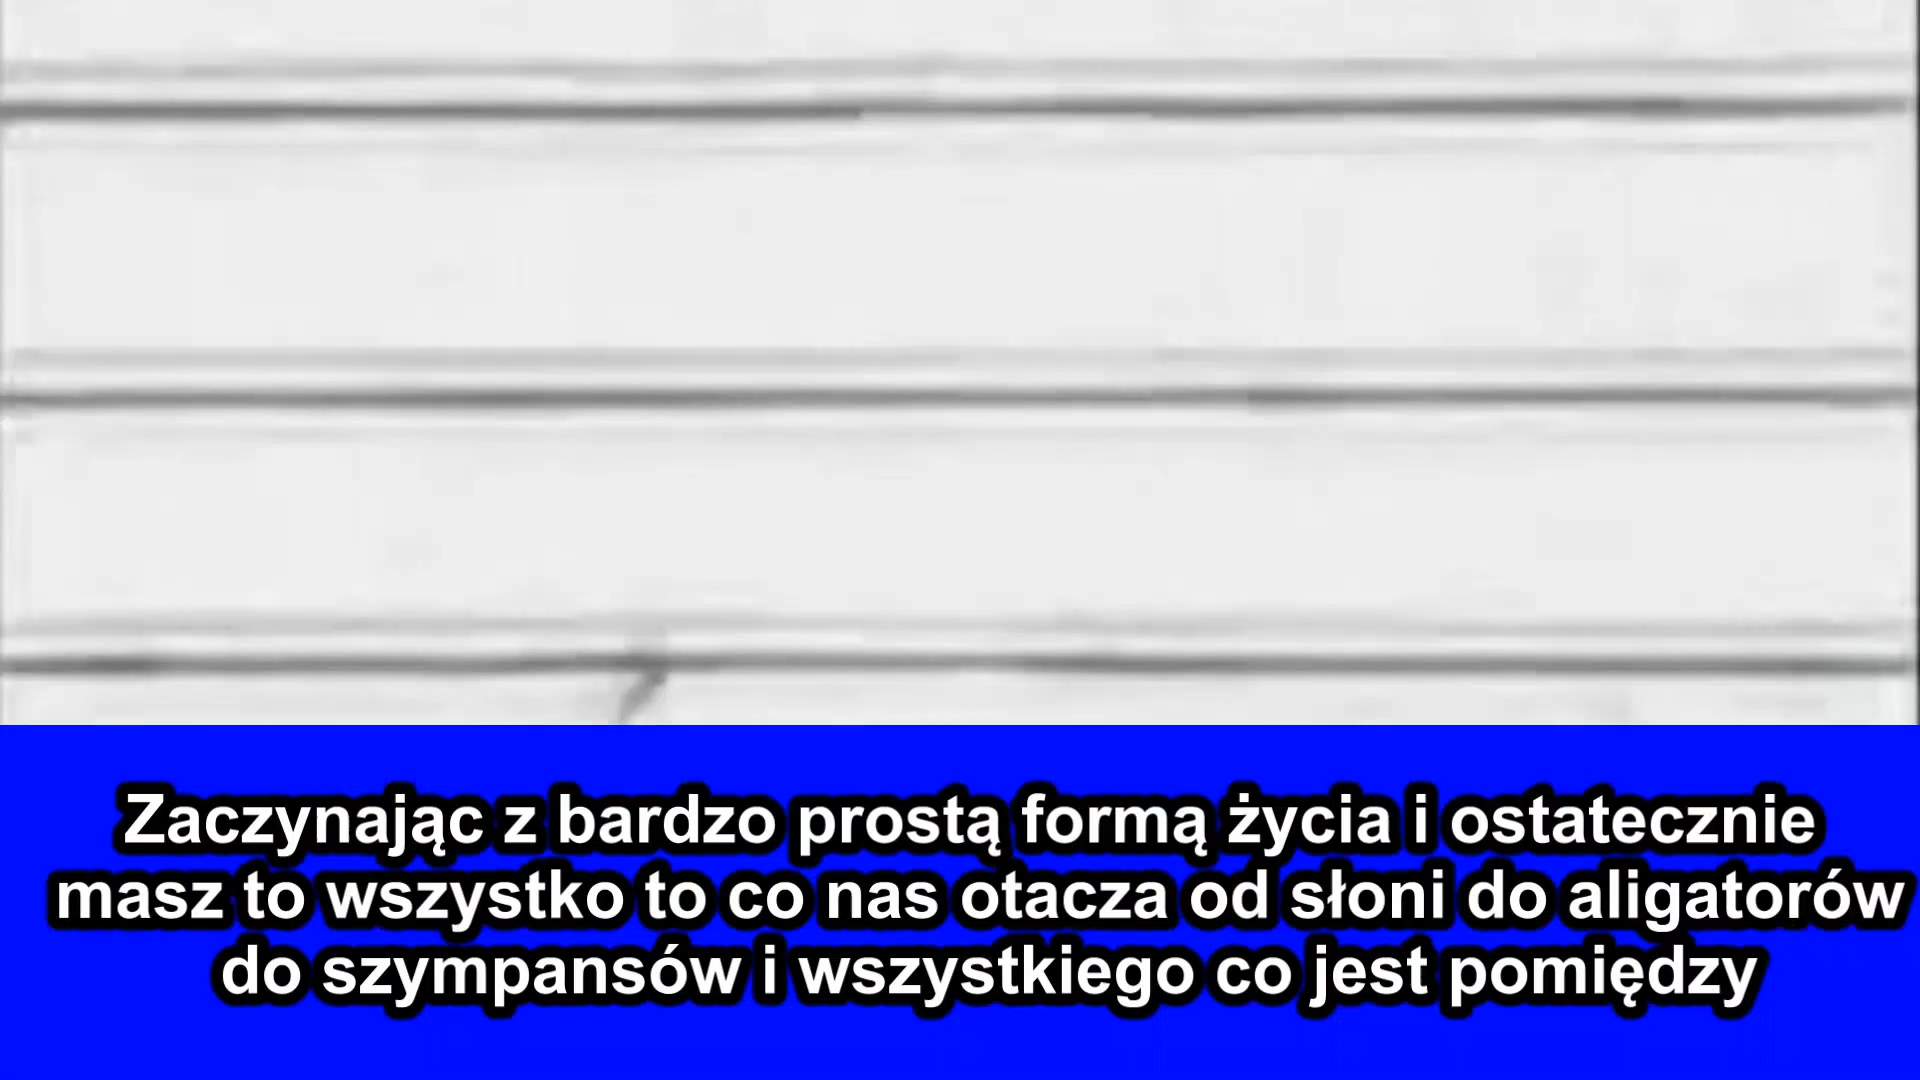 Zaczynając z bardzo prostą formą życia i ostatecznie
masz to wszystko to co nas otacza od słoni do aligatorów
do szympansów i wszystkiego co jest pomiędzy